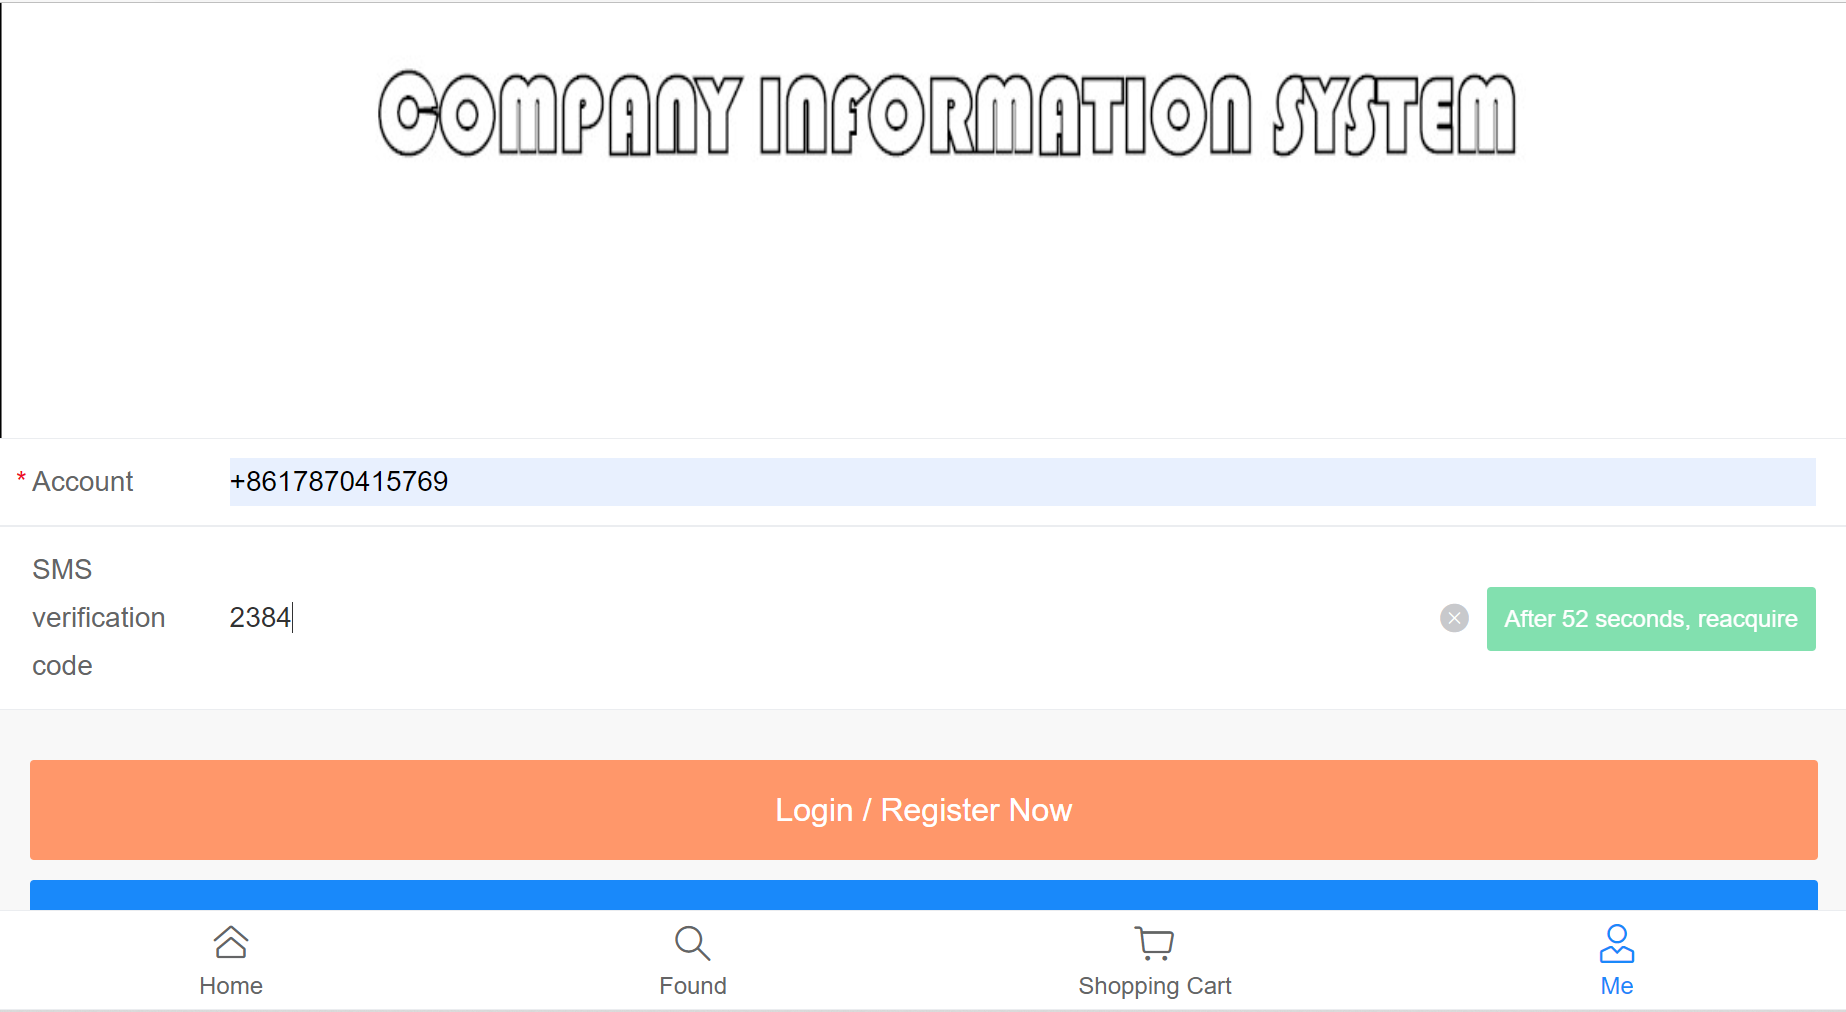 COMPANY INFORMATION SYSTEM
* Account
+8617870415769
SMS
verification
code
2384
After 52 seconds, reacquire
Login / Register Now
Home
Found
Shopping Cart
Me